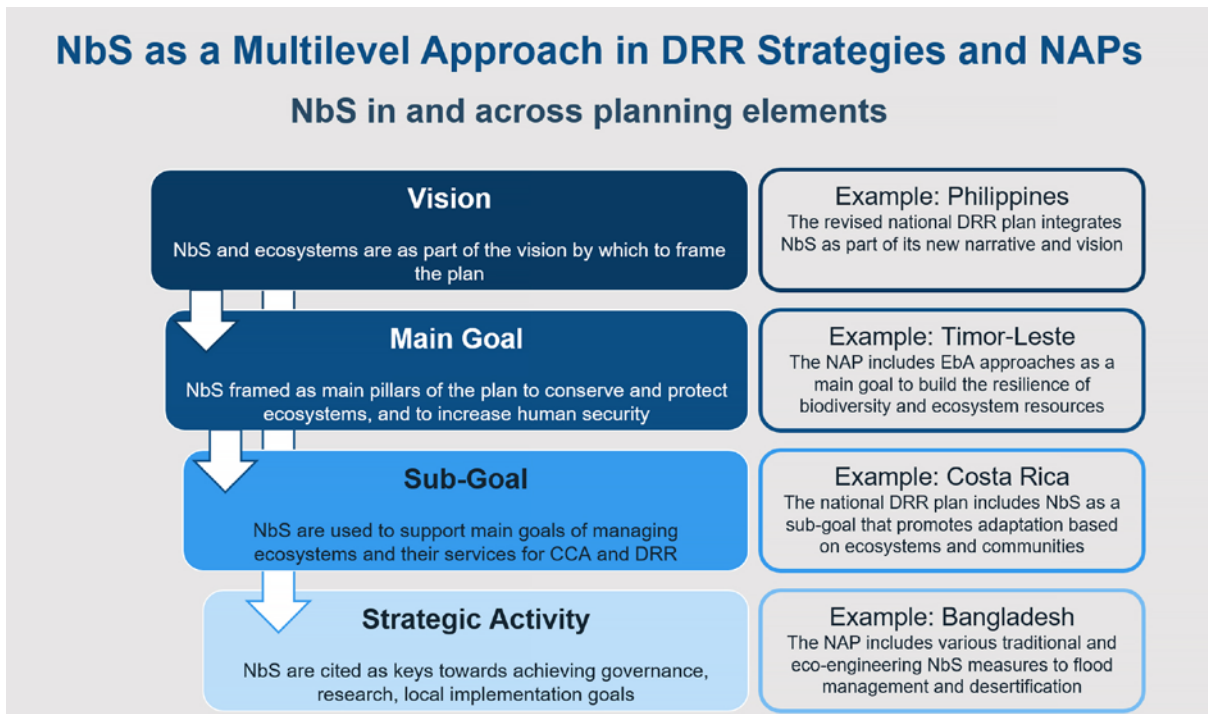 NbS as a Multilevel Approach in DRR Strategies and NAPs
NbS in and across planning elements
Vision
NbS and ecosystems are as part of the vision by which to frame
the plan
Example: Philippines
The revised national DRR plan integrates
NbS as part of its new narrative and vision
Main Goal
NbS framed as main pillars of the plan to conserve and protect
ecosystems, and to increase human security
Example: Timor-Leste
The NAP includes EbA approaches as a
main goal to build the resilience of
biodiversity and ecosystem resources
Sub-Goal
NbS are used to support main goals of managing
ecosystems and their services for CCA and DRR
Example: Costa Rica
The national DRR plan includes NbS as a
sub-goal that promotes adaptation based
on ecosystems and communities
Strategic Activity
NbS are cited as keys towards achieving governance,
research, local implementation goals
Example: Bangladesh
The NAP includes various traditional and
eco-engineering NbS measures to flood
management and desertification